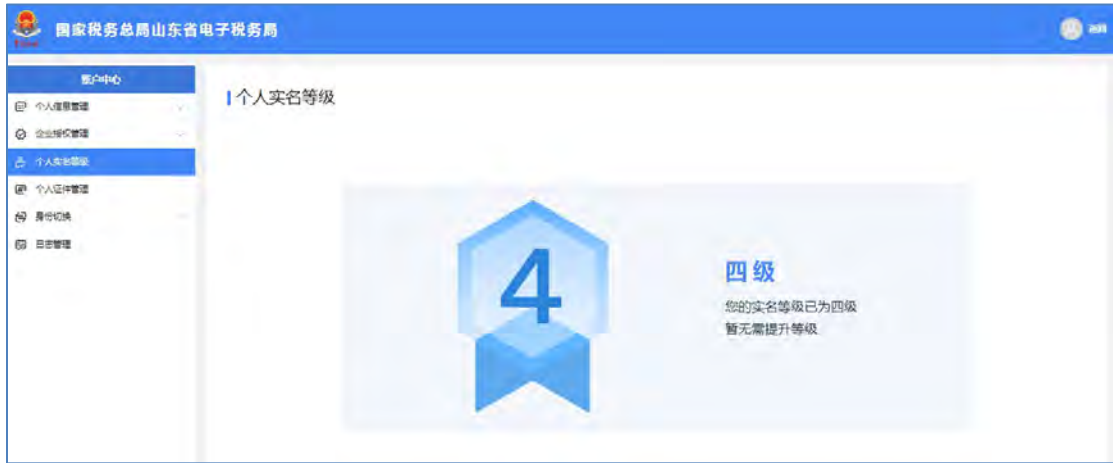 国家税务总局山东省电子税务局
账户中心
个人信息管理
企业授权管理
个人实名等级
个人证件管理
身份切换
日志管理
个人实名等级
4
四级
您的实名等级已为四级
暂无需提升等级